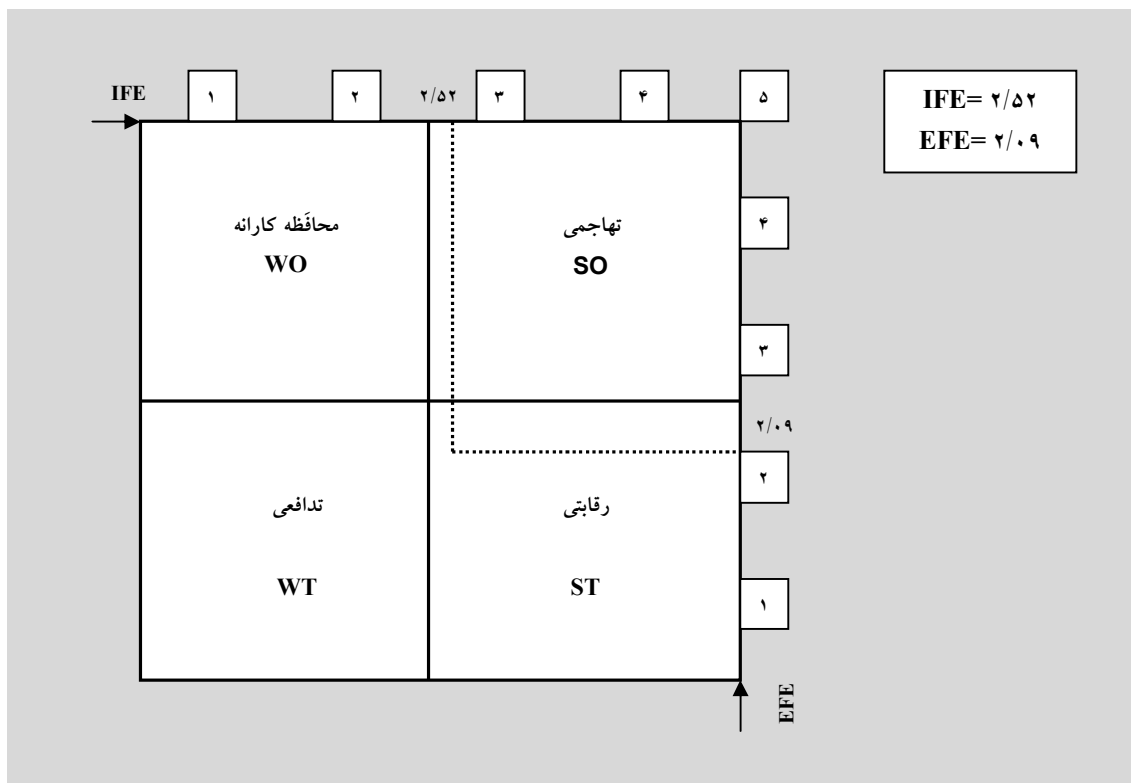 IFE
۱
۲
۲/۵۲
۳
۴
۵
IFE= ۲/۵۲
EFE= ۲/۰۹
محافَظه کارانه
WO
تهاجمی
SO
۴
۳
۲/۰۹
۲
۱
تدافعی
WT
رقابتی
ST
EFE